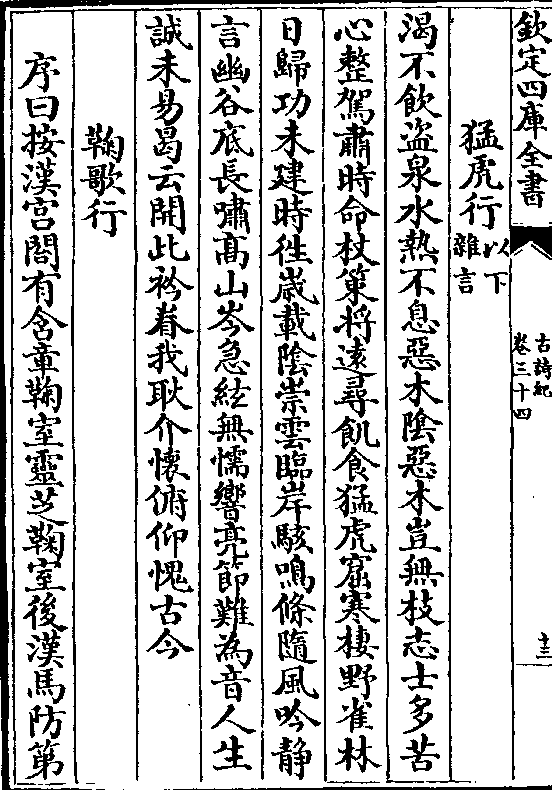 欽定四庫全書
古詩紀
卷三十四
十三
猛虎行以下雜言
渴不飲盜泉水熱不息惡木陰惡木豈無枝志士多苦
心整駕肅時命杖策將遠尋飢食猛虎窟寒棲野雀林
日歸功未建時徃歲載陰崇雲臨岸駭鳴條隨風吟静
言幽谷底長嘯髙山岑急絃無懦響亮節難為音人生
誠未易曷云開此衿眷我耿介懷俯仰愧古今
鞠歌行
序曰按漢宫閤有含章鞠室靈芝鞠室後漢馬防第